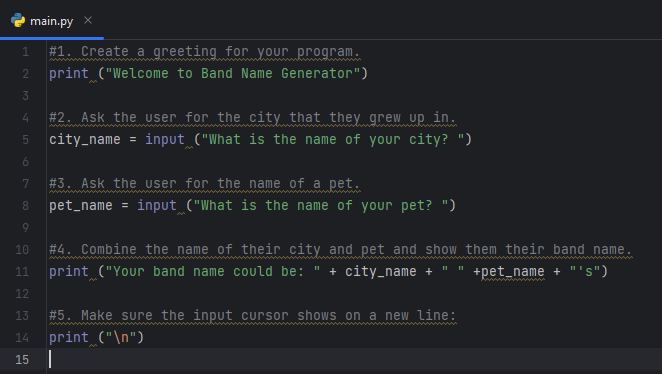 main.py
1 #1. Create a greeting for your program.
2 print ("Welcome to Band Name Generator")
3
4 #2. Ask the user for the city that they grew up in.
5 city_name = input ("What is the name of your city? ")
6
7 #3. Ask the user for the name of a pet.
8 pet_name = input ("What is the name of your pet? ")
9
10 #4. Combine the name of their city and pet and show them their band name.
11 print ("Your band name could be: " + city_name + " " +pet_name + "'s")
12
13 #5. Make sure the input cursor shows on a new line:
14 print ("\n")
15